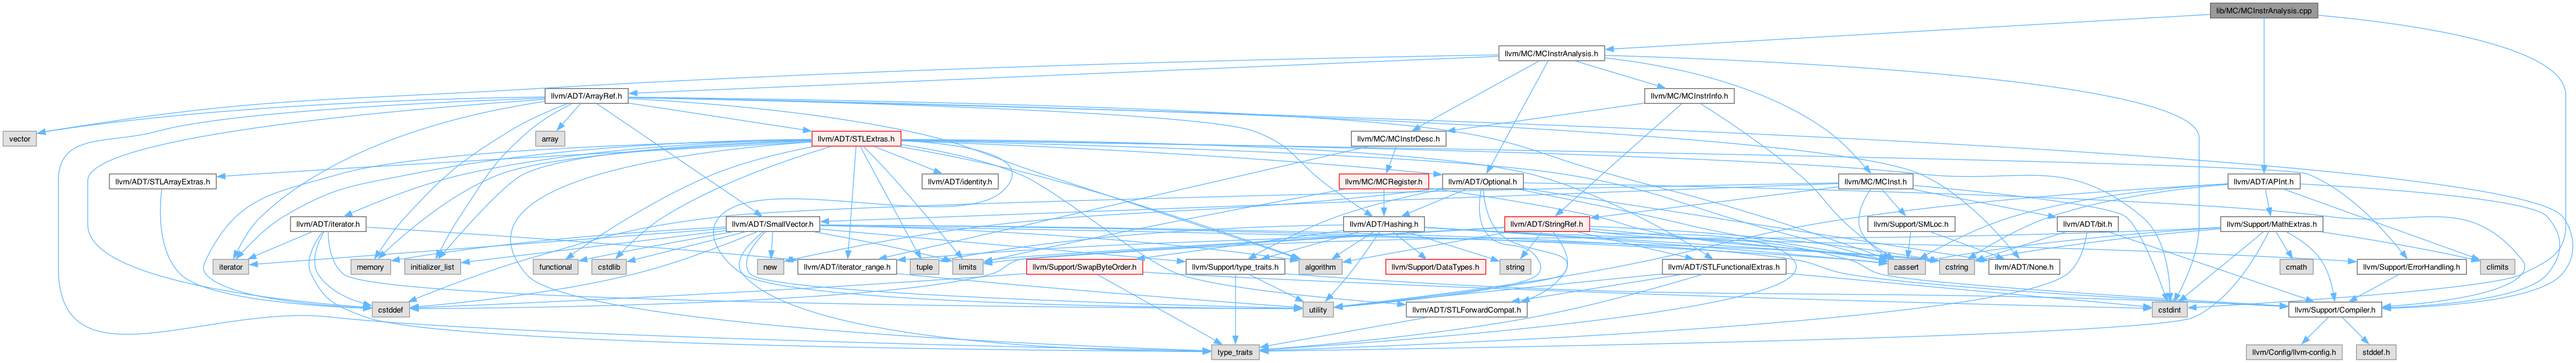 lib/MC/MCInstrAnalysis.cpp
llvm/MC/MCInstrAnalysis.h
llvm/ADT/ArrayRef.h
llvm/MC/MCInstrInfo.h
vector
array
llvm/ADT/STLExtras.h
llvm/MC/MCInstrDesc.h
llvm/ADT/STLArrayExtras.h
llvm/ADT/identity.h
llvm/MC/MCRegister.h
llvm/ADT/Optional.h
llvm/MC/MCInst.h
llvm/ADT/APInt.h
llvm/ADT/iterator.h
llvm/ADT/SmallVector.h
llvm/ADT/Hashing.h
llvm/ADT/StringRef.h
llvm/Support/SMLoc.h
llvm/ADT/bit.h
llvm/Support/MathExtras.h
iterator
memory
initializer_list
functional
cstdlib
new
llvm/ADT/iterator_range.h
tuple
limits
llvm/Support/SwapByteOrder.h
llvm/Support/type_traits.h
algorithm
llvm/Support/DataTypes.h
string
llvm/ADT/STLFunctionalExtras.h
cassert
cstring
llvm/ADT/None.h
cmath
llvm/Support/ErrorHandling.h
climits
cstddef
utility
llvm/ADT/STLForwardCompat.h
cstdint
llvm/Support/Compiler.h
type_traits
llvm/Config/llvm-config.h
stddef.h